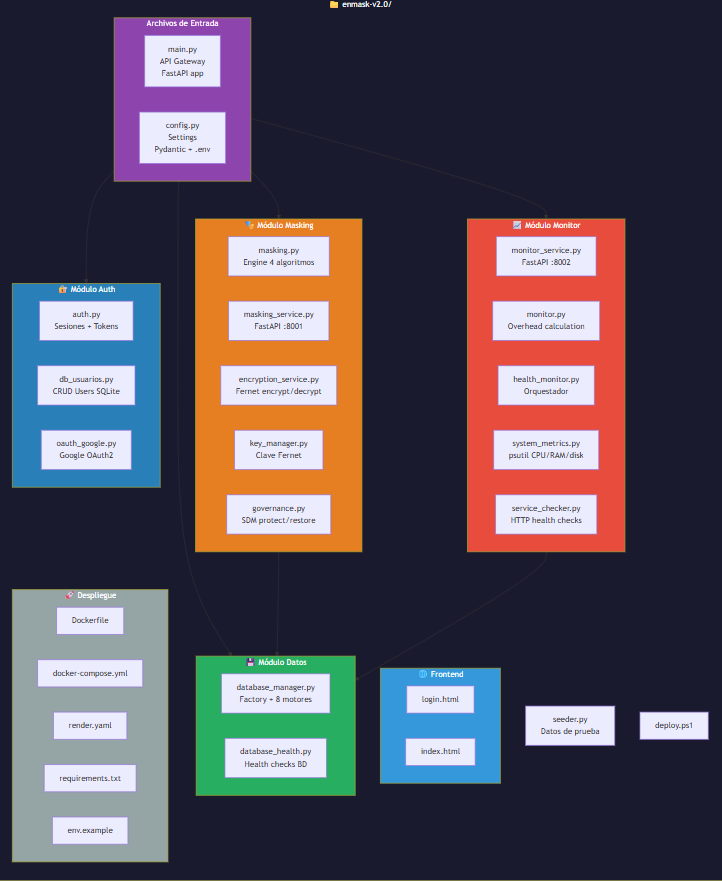 enmask-v2.0/
Archivos de Entrada
main.py
API Gateway
FastAPI app
config.py
Settings
Pydantic + .env
Módulo Auth
auth.py
Sesiones + Tokens
db_usuarios.py
CRUD Users SQLite
oauth_google.py
Google OAuth2
Módulo Masking
masking.py
Engine 4 algoritmos
masking_service.py
FastAPI :8001
encryption_service.py
Fernet encrypt/decrypt
key_manager.py
Clave Fernet
governance.py
SDM protect/restore
Módulo Monitor
monitor_service.py
FastAPI :8002
monitor.py
Overhead calculation
health_monitor.py
Orquestador
system_metrics.py
psutil CPU/RAM/disk
service_checker.py
HTTP health checks
Despliegue
Dockerfile
docker-compose.yml
render.yaml
requirements.txt
env.example
Módulo Datos
database_manager.py
Factory + 8 motores
database_health.py
Health checks BD
Frontend
login.html
index.html
seeder.py
Datos de prueba
deploy.ps1